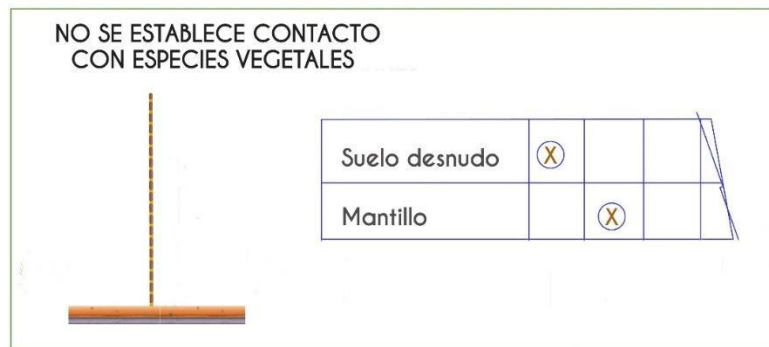 NO SE ESTABLECE CONTACTO
CON ESPECIES VEGETALES
Suelo desnudo X
Mantillo X